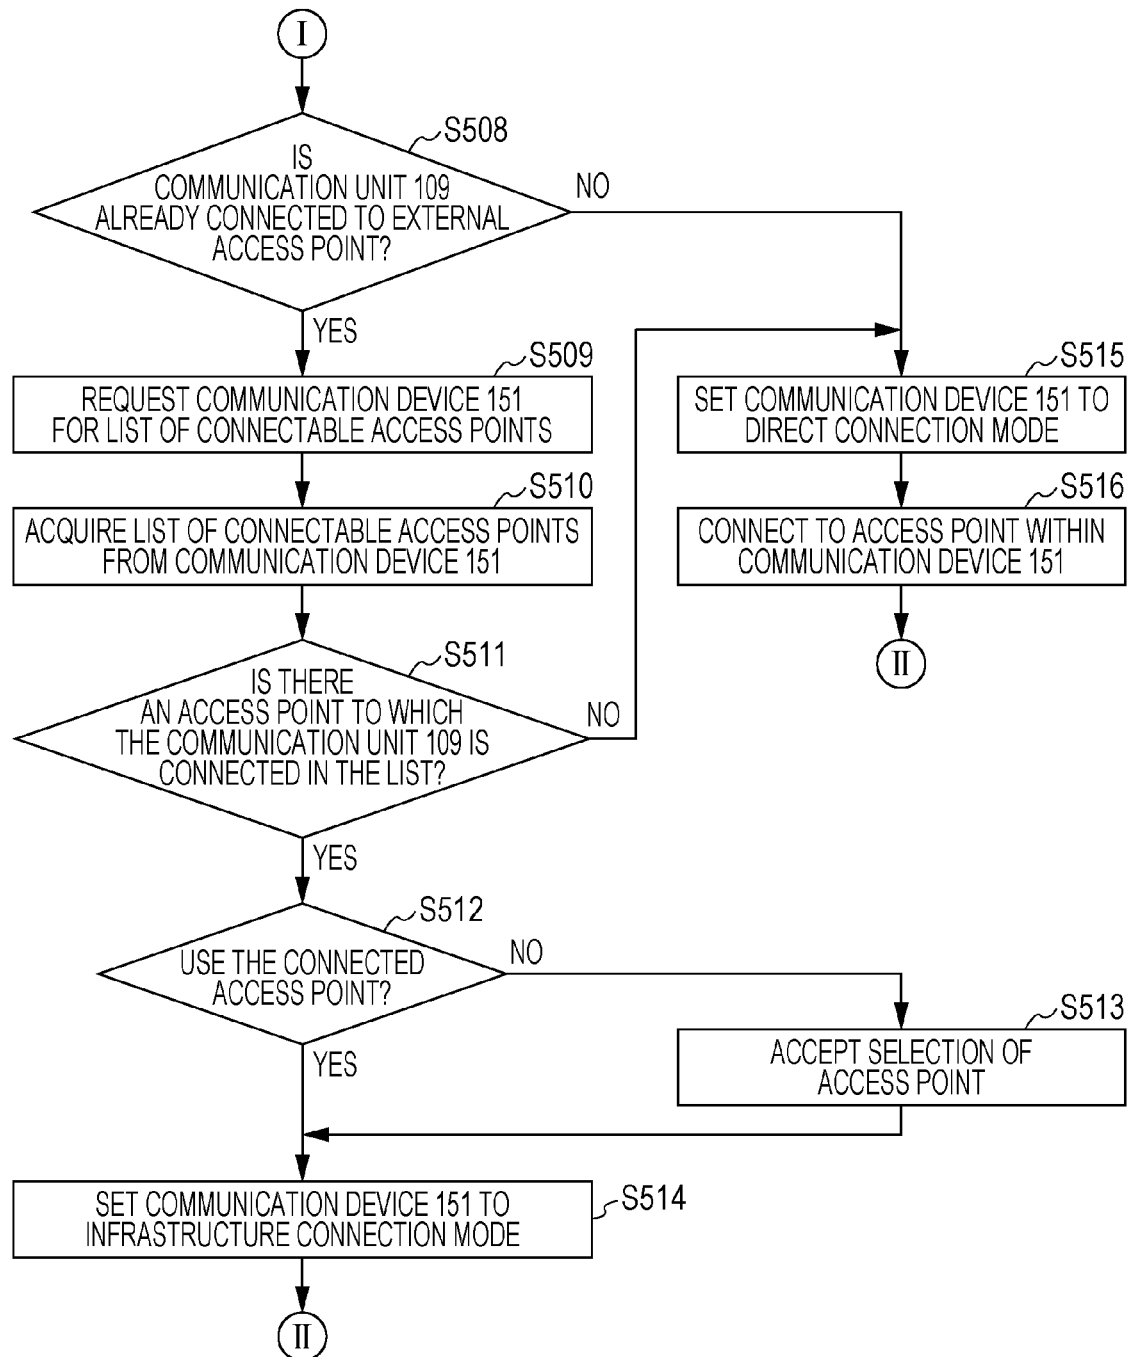 I
S508
IS
COMMUNICATION UNIT 109
ALREADY CONNECTED TO EXTERNAL
ACCESS POINT?
NO
YES
S509
REQUEST COMMUNICATION DEVICE 151
FOR LIST OF CONNECTABLE ACCESS POINTS
S515
SET COMMUNICATION DEVICE 151 TO
DIRECT CONNECTION MODE
S510
ACQUIRE LIST OF CONNECTABLE ACCESS POINTS
FROM COMMUNICATION DEVICE 151
S516
CONNECT TO ACCESS POINT WITHIN
COMMUNICATION DEVICE 151
II
S511
IS THERE
AN ACCESS POINT TO WHICH
THE COMMUNICATION UNIT 109 IS
CONNECTED IN THE LIST?
NO
YES
S512
USE THE CONNECTED
ACCESS POINT?
NO
YES
S513
ACCEPT SELECTION OF
ACCESS POINT
S514
SET COMMUNICATION DEVICE 151 TO
INFRASTRUCTURE CONNECTION MODE
II